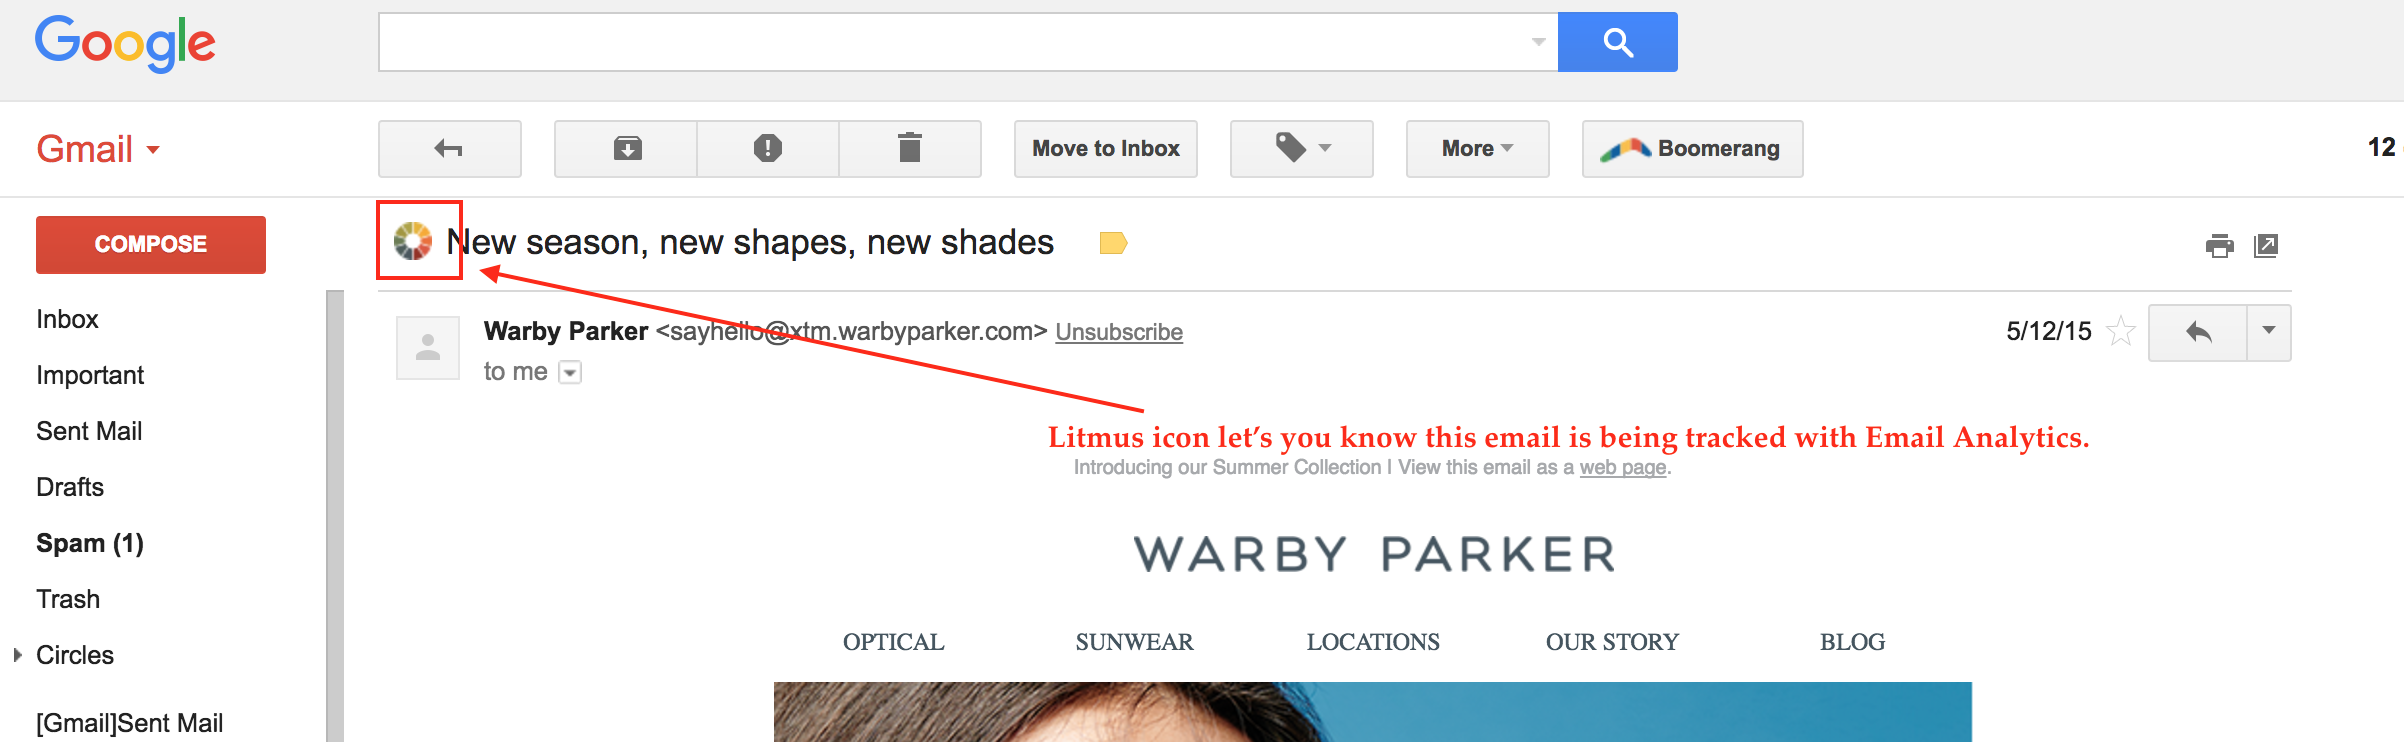 Google
Gmail
Move to Inbox
More
Boomerang
12
COMPOSE
New season, new shapes, new shades
Inbox
Important
Sent Mail
Drafts
Spam (1)
Trash
Circles
[Gmail]Sent Mail
Warby Parker <sayhello@xtm.warbyparker.com> Unsubscribe
5/12/15
to me
Litmus icon let's you know this email is being tracked with Email Analytics.
Introducing our Summer Collection | View this email as a web page.
WARBY PARKER
OPTICAL SUNWEAR LOCATIONS OUR STORY BLOG